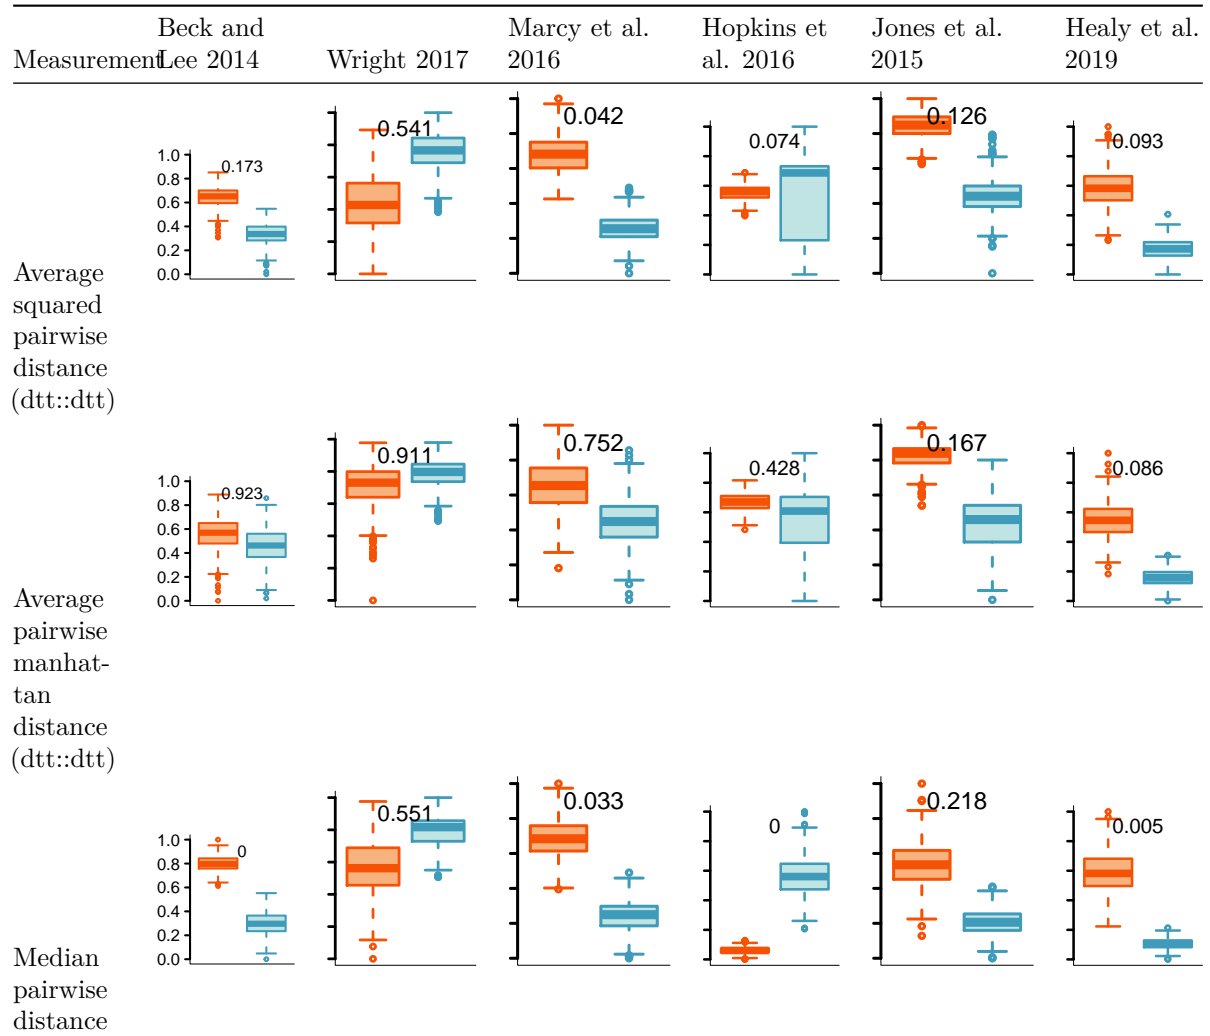 Measurement
Beck and
Lee 2014
Wright 2017
Marcy et al.
2016
Hopkins et
al. 2016
Jones et al.
2015
Healy et al.
2019
Average
squared
pairwise
distance
(dtt::dtt)
1.0
0.8
0.6
0.4
0.2
0.0
0.173
0.541
0.042
0.074
0.126
0.093
Average
pairwise
manhat-
tan
distance
(dtt::dtt)
1.0
0.8
0.6
0.4
0.2
0.0
0.923
0.911
0.752
0.428
0.167
0.086
Median
pairwise
distance
1.0
0.8
0.6
0.4
0.2
0.0
0
0.551
0.033
0
0.218
0.005